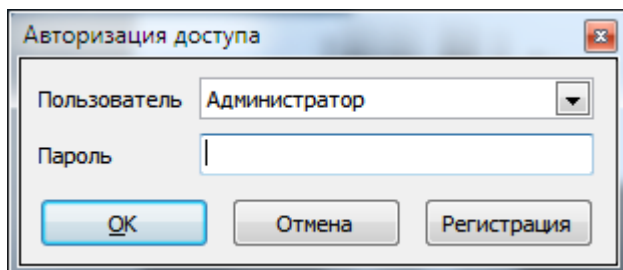 Авторизация доступа
Пользователь Администратор
Пароль
OK Отмена Регистрация